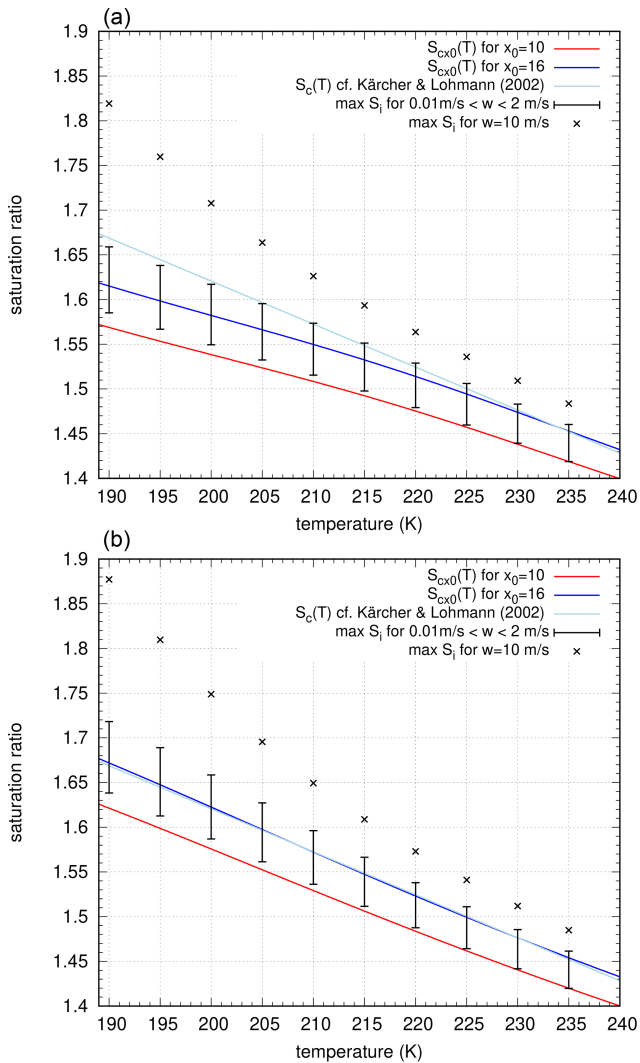 (a)
1.9
1.85
1.8
1.75
1.7
1.65
1.6
1.55
1.5
1.45
1.4
saturation ratio
S_cx0(T) for x_0=10
S_cx0(T) for x_0=16
S_c(T) cf. Kärcher & Lohmann (2002)
max S_i for 0.01m/s < w < 2 m/s
max S_i for w=10 m/s
190 195 200 205 210 215 220 225 230 235 240
temperature (K)
(b)
1.9
1.85
1.8
1.75
1.7
1.65
1.6
1.55
1.5
1.45
1.4
saturation ratio
S_cx0(T) for x_0=10
S_cx0(T) for x_0=16
S_c(T) cf. Kärcher & Lohmann (2002)
max S_i for 0.01m/s < w < 2 m/s
max S_i for w=10 m/s
190 195 200 205 210 215 220 225 230 235 240
temperature (K)